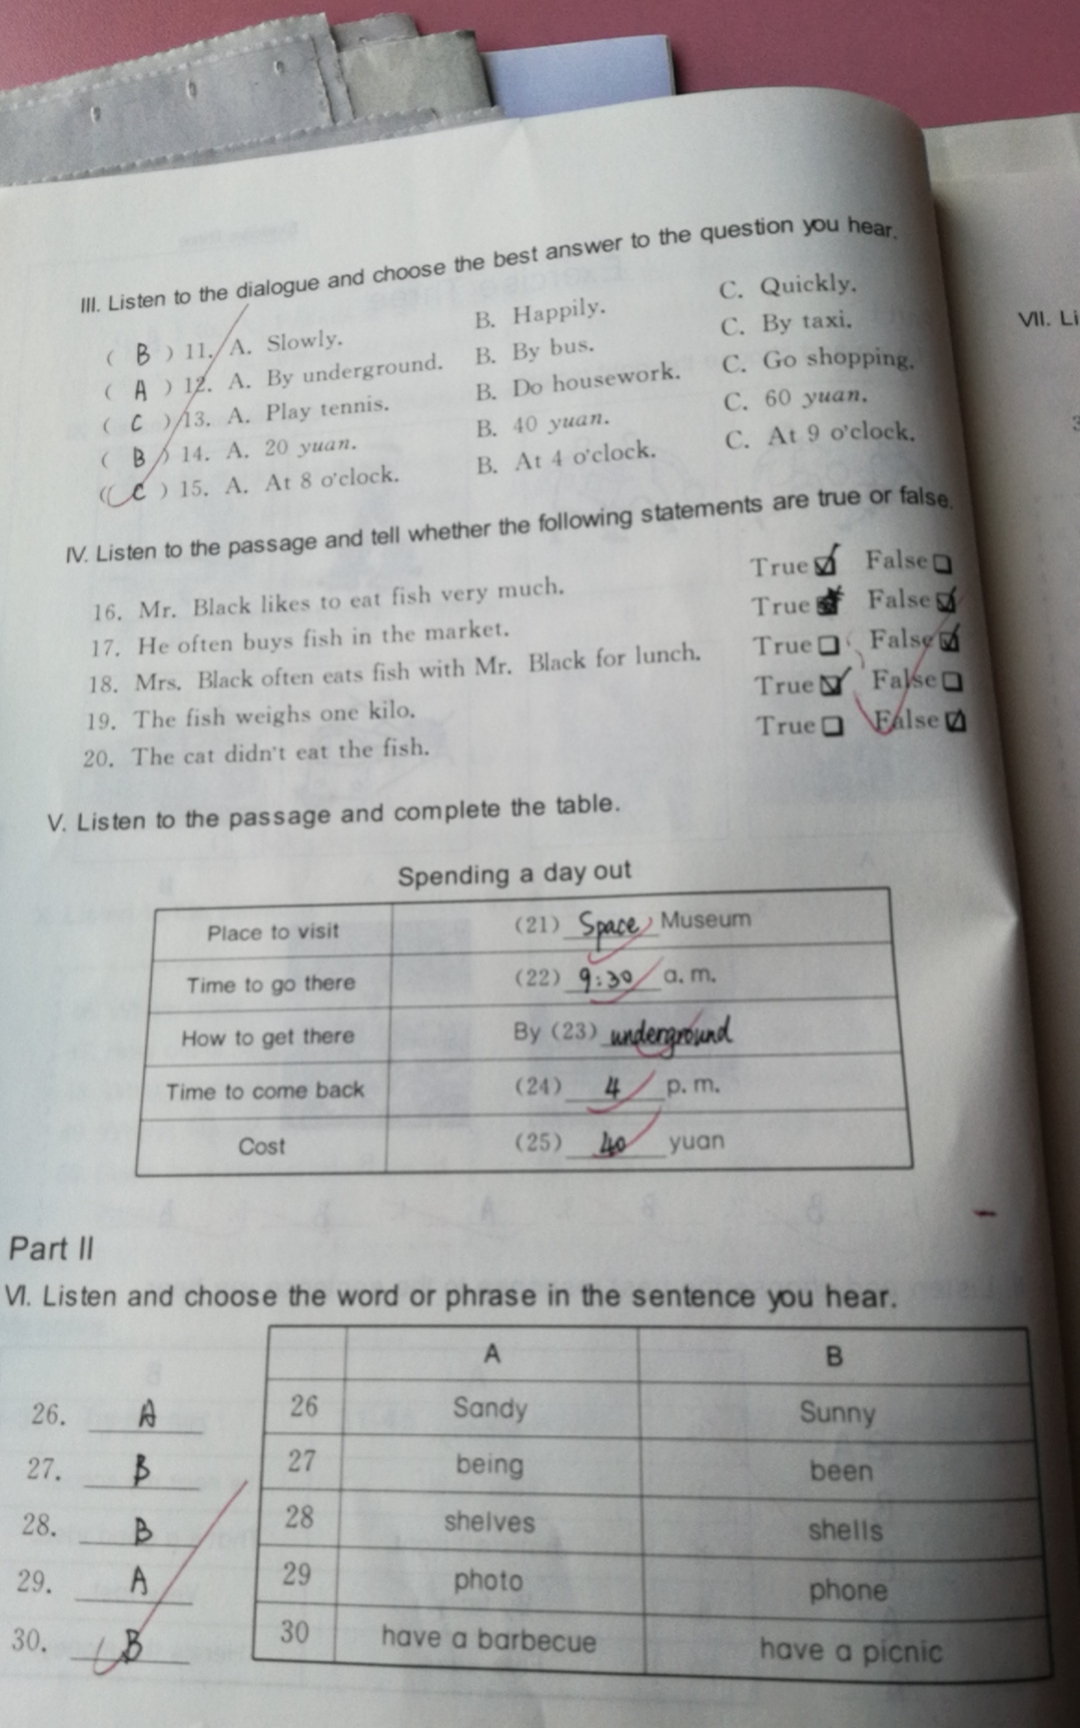 III. Listen to the dialogue and choose the best answer to the question you hear.
( B ) 11. A. Slowly. B. Happily. C. Quickly.
( A ) 12. A. By underground. B. By bus. C. By taxi.
( C ) 13. A. Play tennis. B. Do housework. C. Go shopping.
( B ) 14. A. 20 yuan. B. 40 yuan. C. 60 yuan.
( C ) 15. A. At 8 o'clock. B. At 4 o'clock. C. At 9 o'clock.
IV. Listen to the passage and tell whether the following statements are true or false.
16. Mr. Black likes to eat fish very much. True ☑ False ☐
17. He often buys fish in the market. True False ☑
18. Mrs. Black often eats fish with Mr. Black for lunch. True ☐ False ☑
19. The fish weighs one kilo. True ☑ False ☐
20. The cat didn't eat the fish. True ☐ False ☑
V. Listen to the passage and complete the table.
Spending a day out
Place to visit (21) Space Museum
Time to go there (22) 9:30 a. m.
How to get there By (23) underground
Time to come back (24) 4 p. m.
Cost (25) 40 yuan
Part II
VI. Listen and choose the word or phrase in the sentence you hear.
A B
26. A 26 Sandy Sunny
27. B 27 being been
28. B 28 shelves shells
29. A 29 photo phone
30. B 30 have a barbecue have a picnic
VII. Li